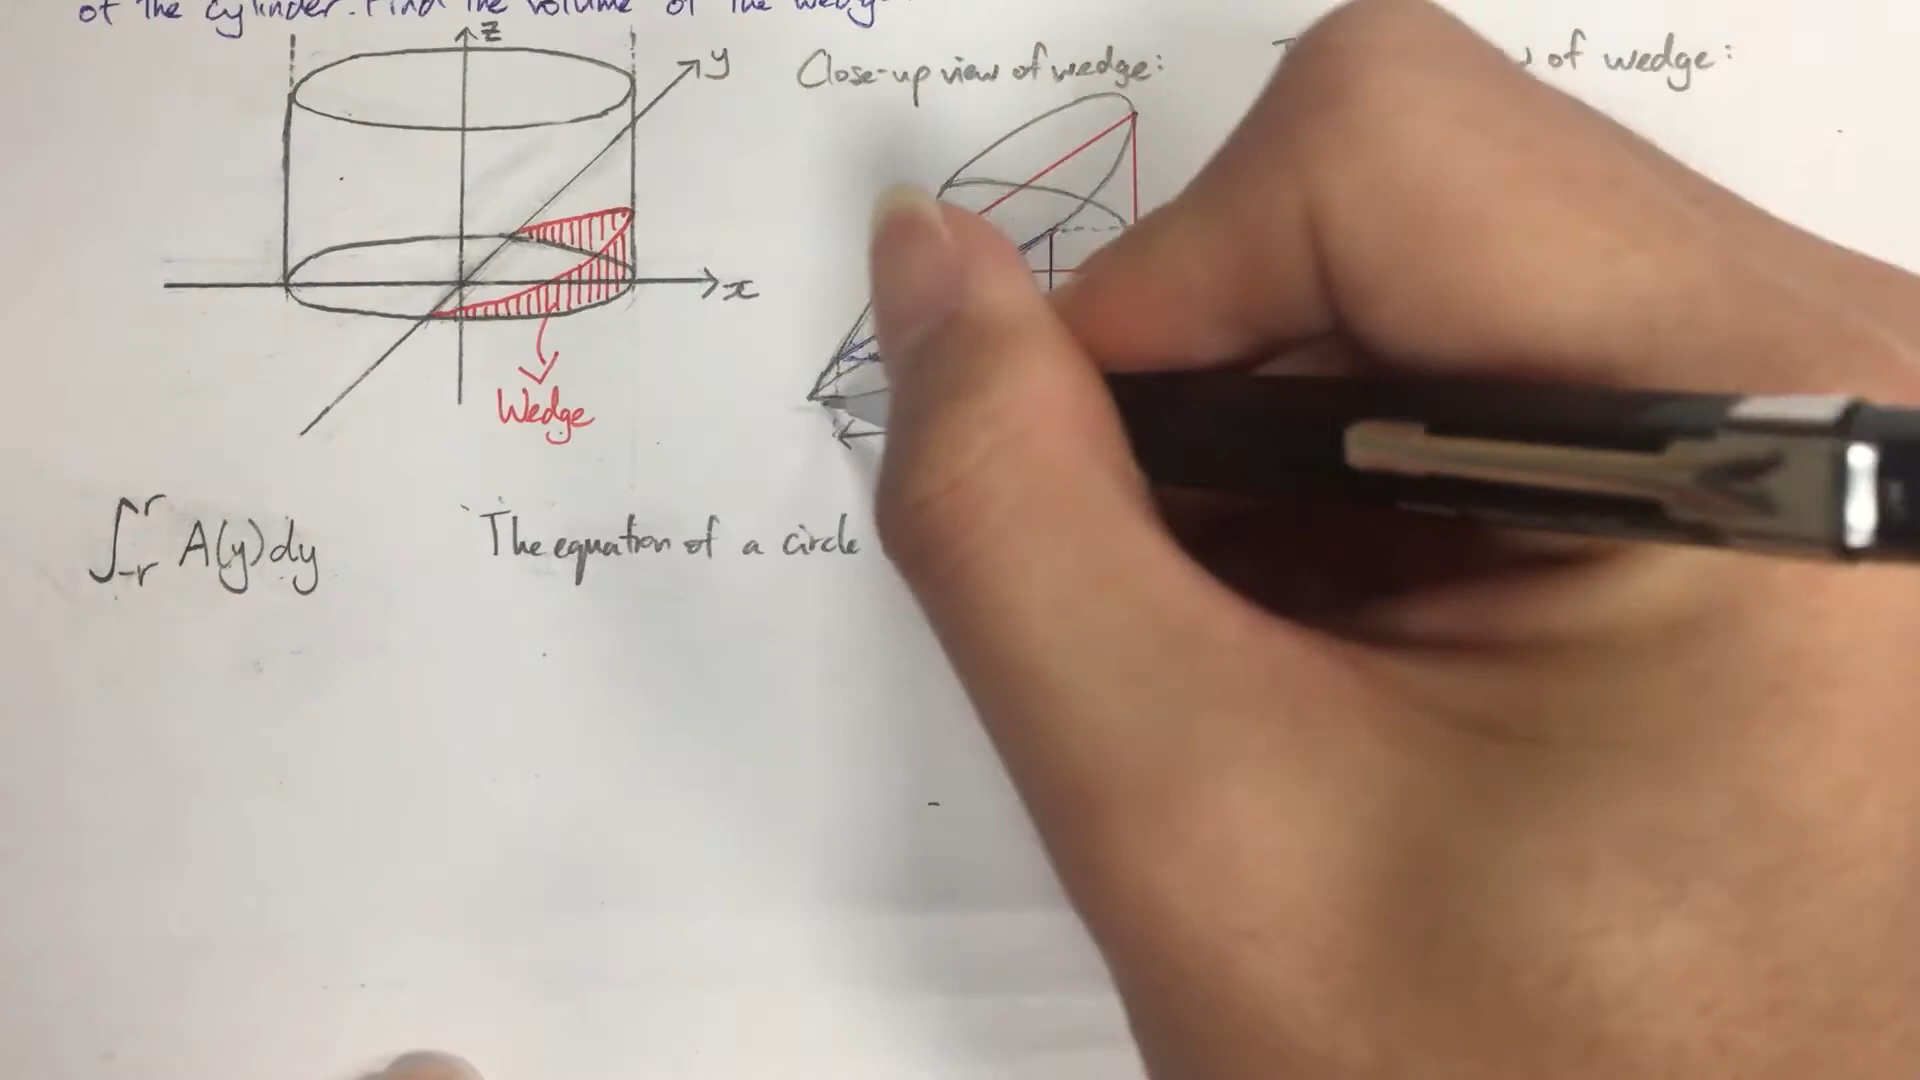 of the cylinder. Find the volume of the wedge
z
y
Close-up view of wedge:
of wedge:
x
Wedge
∫_{-r}^{r} A(y)dy
The equation of a circle